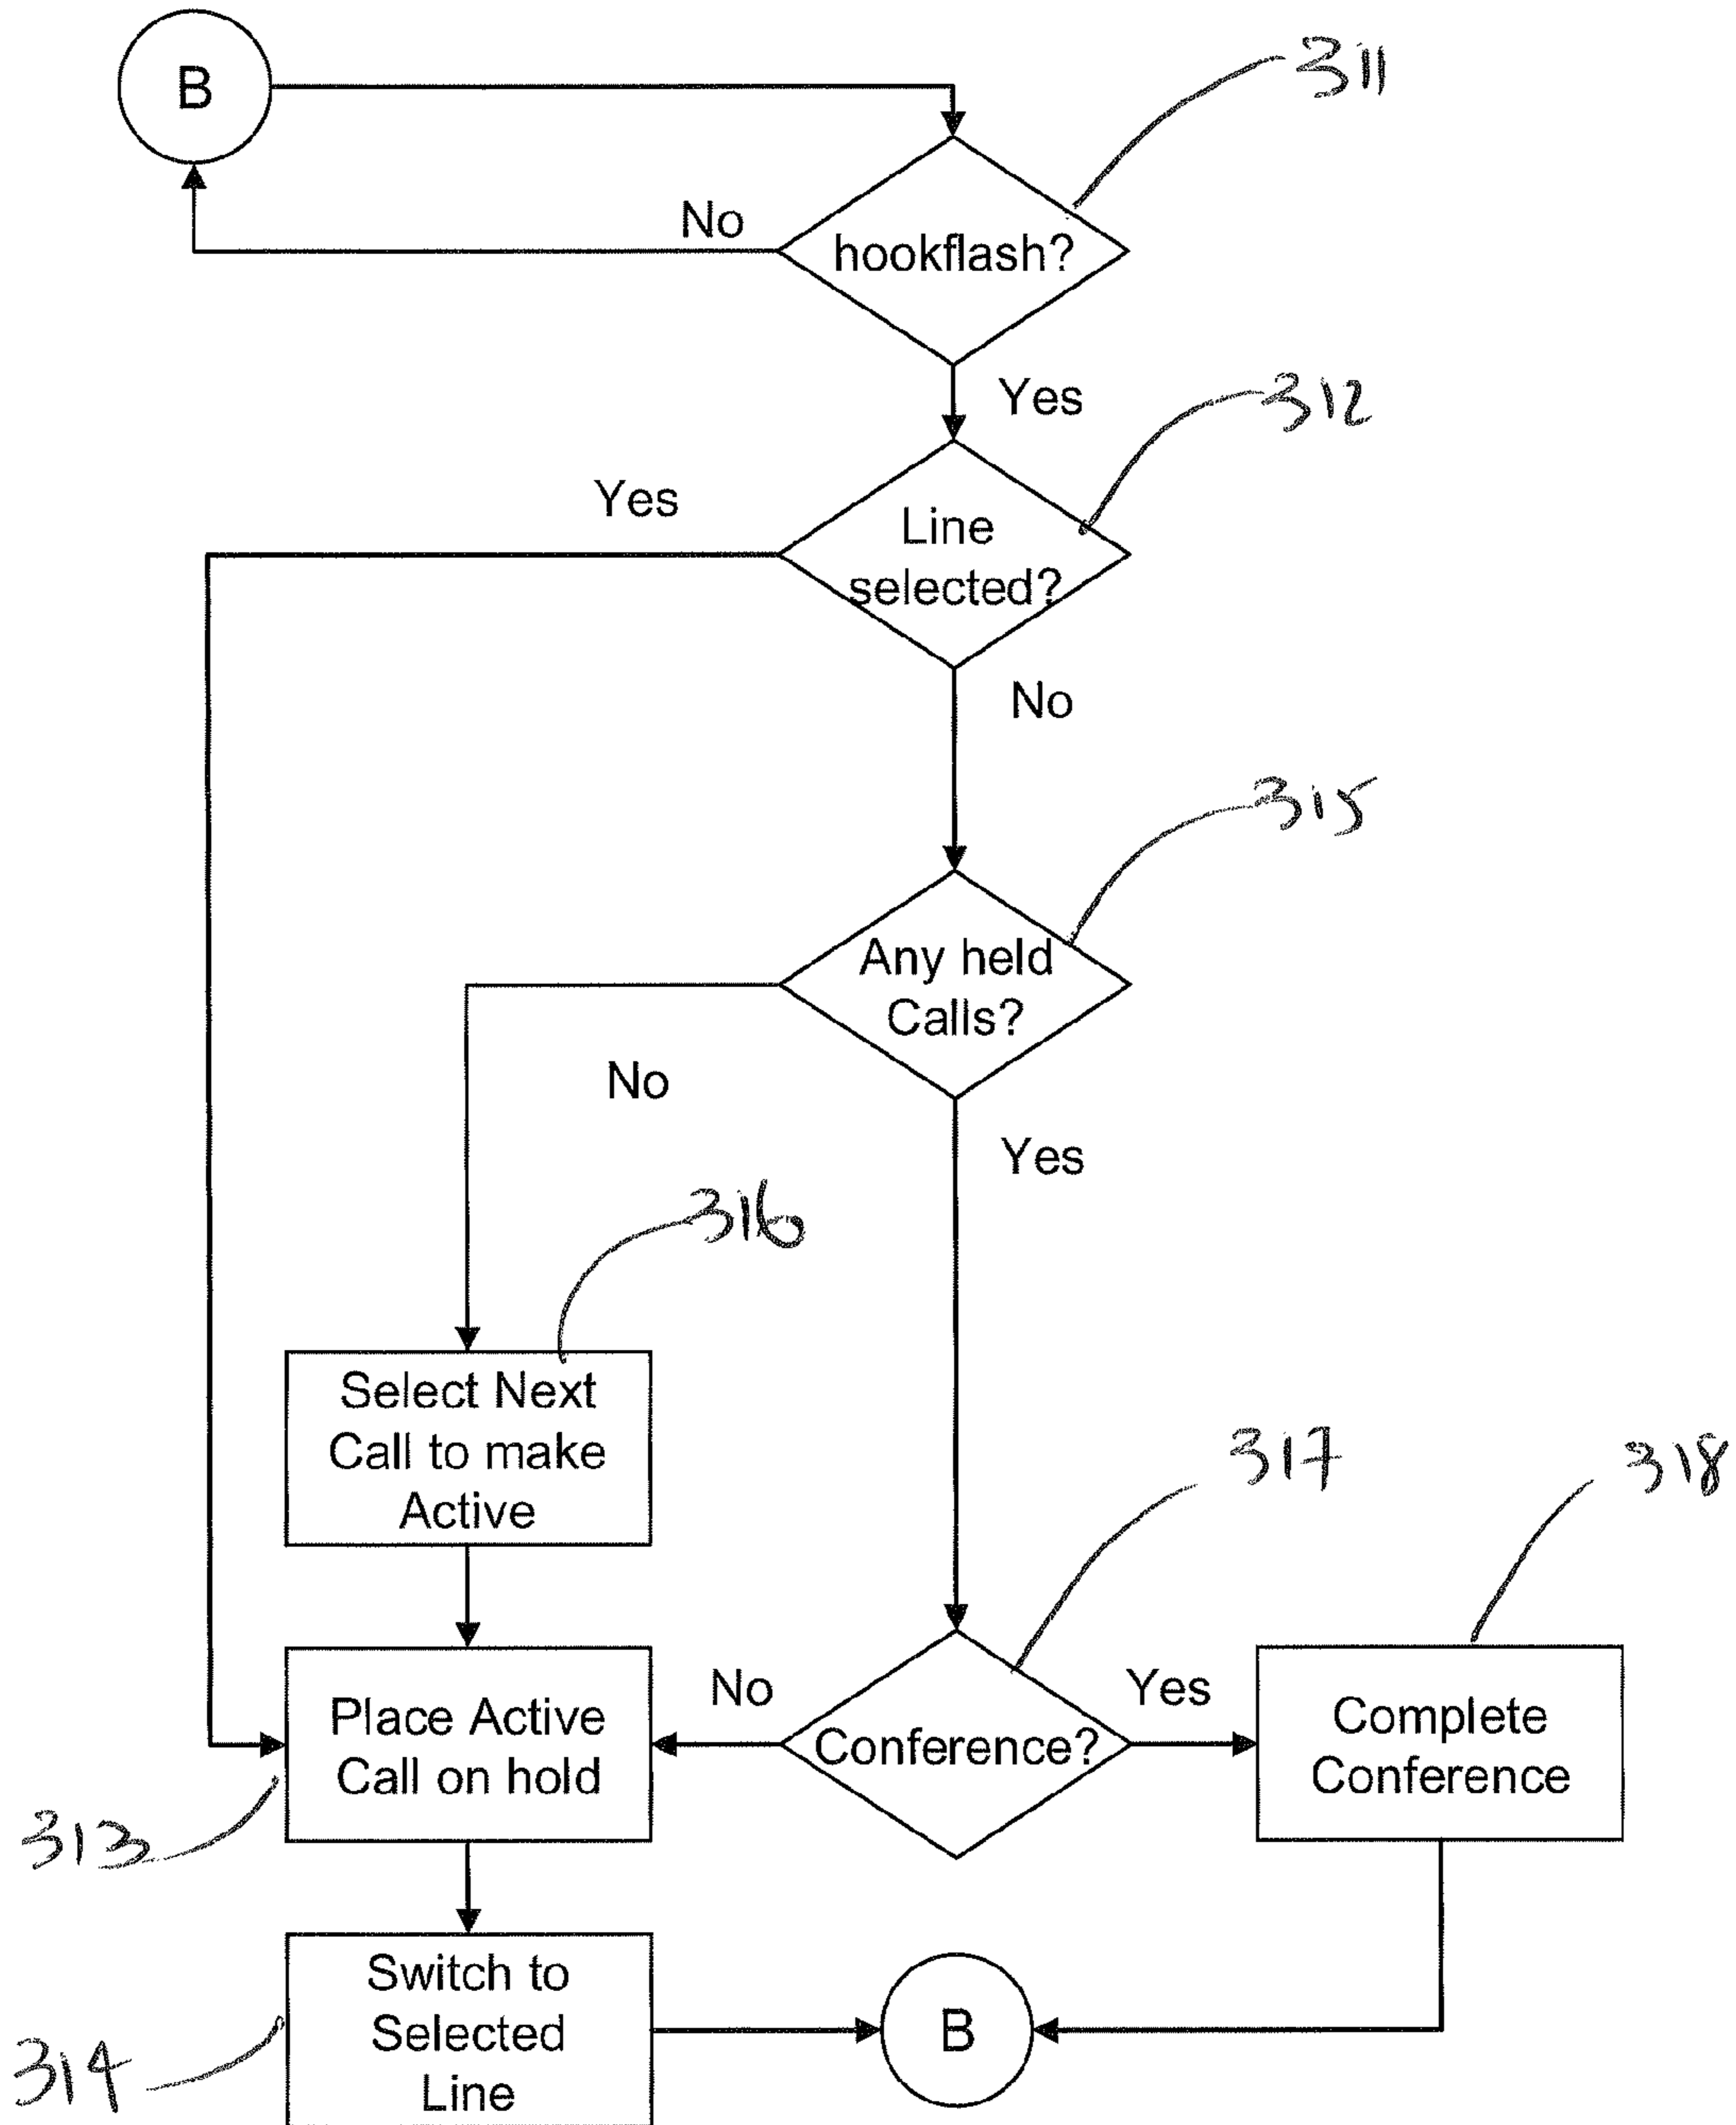 B
311
No
hookflash?
Yes
312
Yes
Line
selected?
No
315
Any held
Calls?
No
Yes
316
Select Next
Call to make
Active
317
318
No
Yes
Place Active
Call on hold
Conference?
Complete
Conference
313
Switch to
Selected
Line
B
314